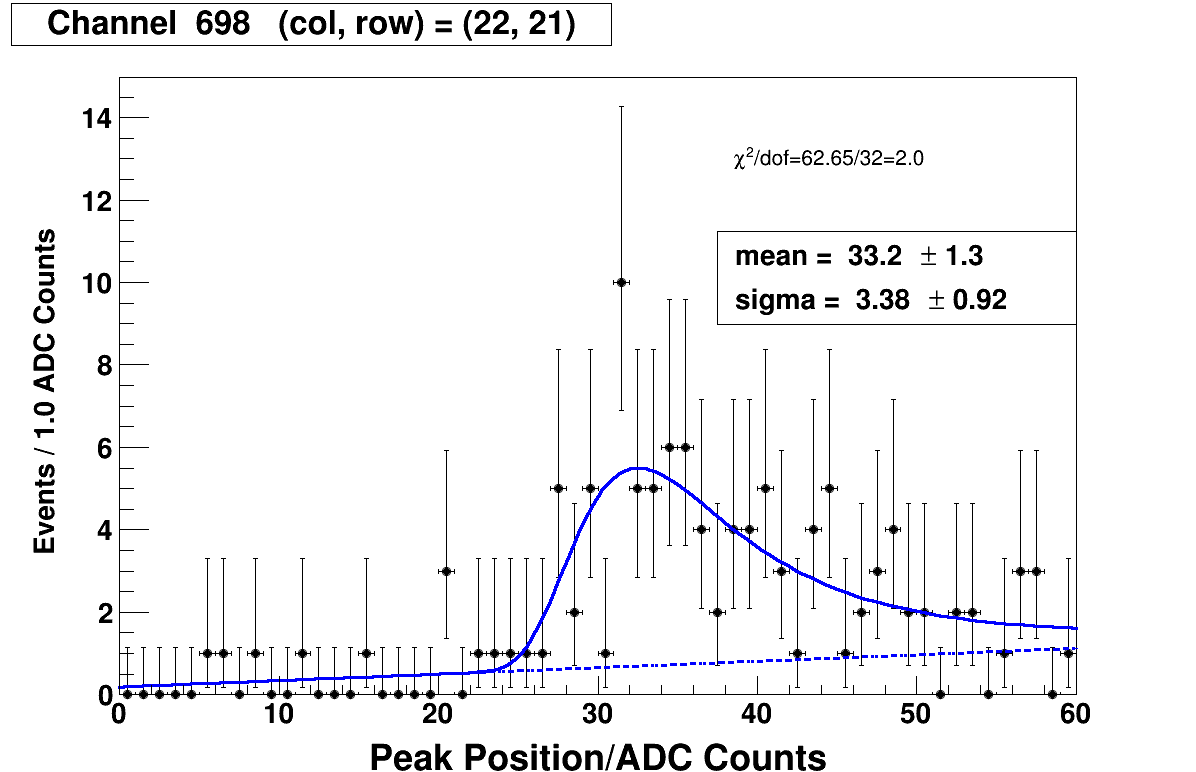 Channel 698 (col, row) = (22, 21)
14
12
10
8
6
4
2
0
Events / 1.0 ADC Counts
χ²/dof=62.65/32=2.0
mean = 33.2 ± 1.3
sigma = 3.38 ± 0.92
0 10 20 30 40 50 60
Peak Position/ADC Counts